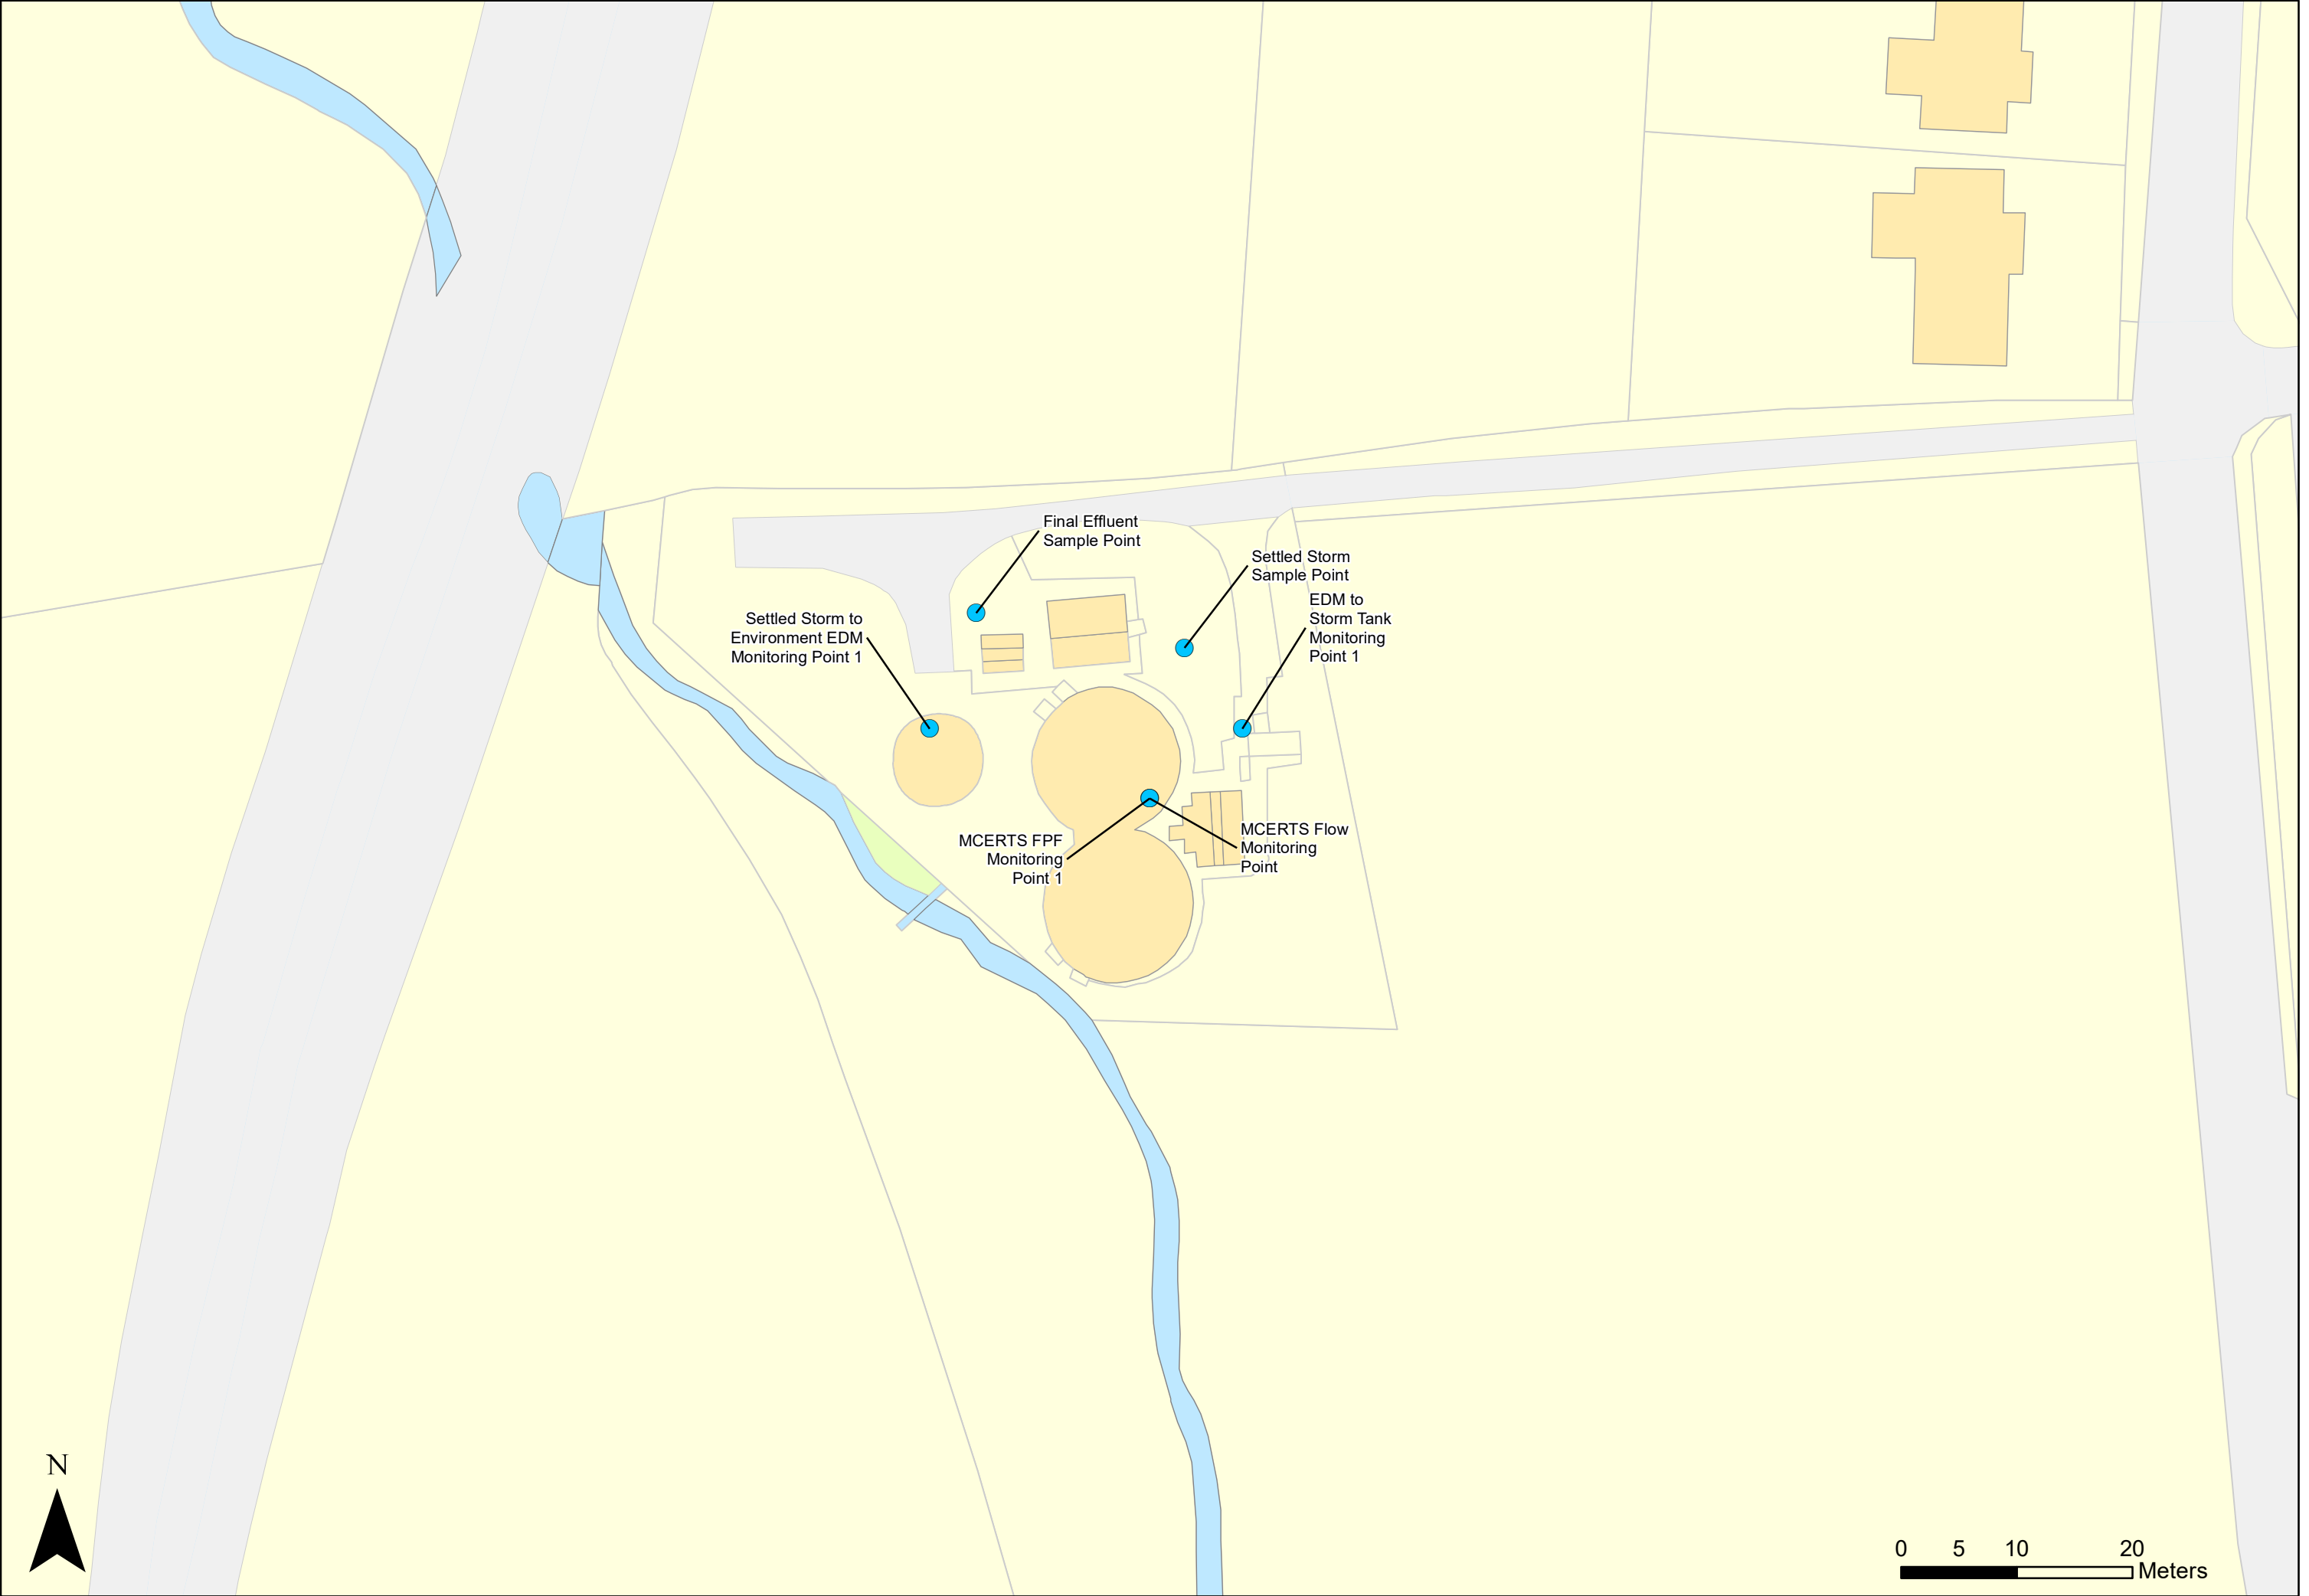 Final Effluent
Sample Point
Settled Storm
Sample Point
EDM to
Storm Tank
Monitoring
Point 1
Settled Storm to
Environment EDM
Monitoring Point 1
MCERTS FPF
Monitoring
Point 1
MCERTS Flow
Monitoring
Point
N
0 5 10 20
Meters